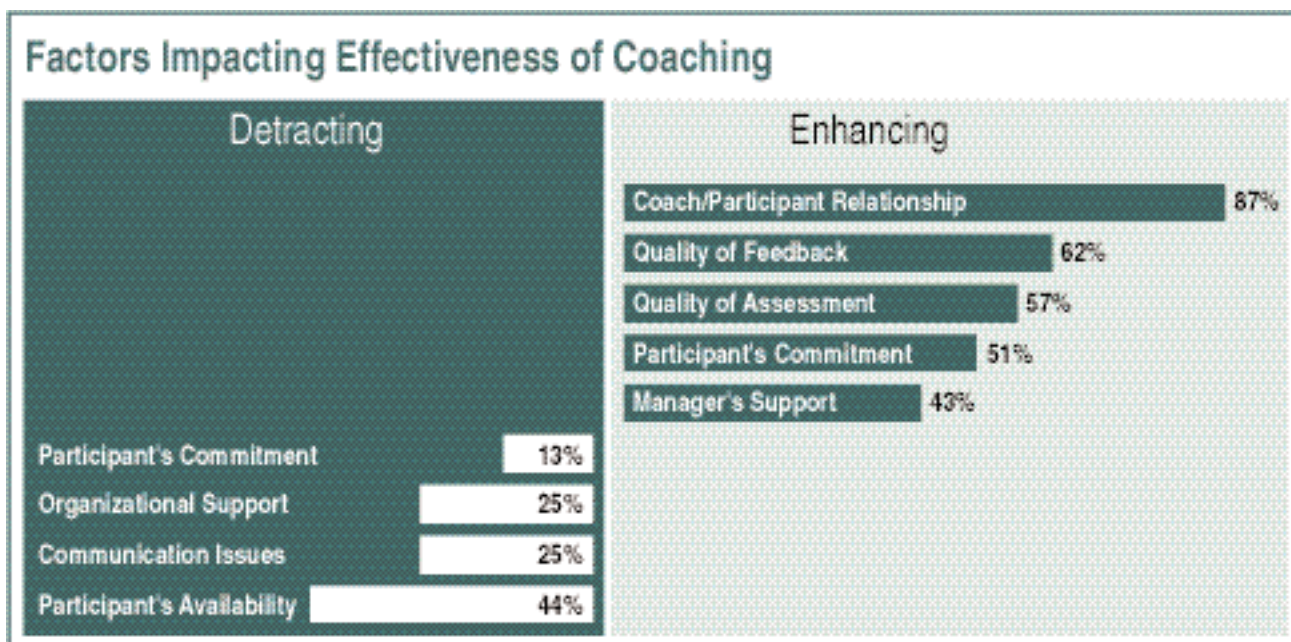 Factors Impacting Effectiveness of Coaching
Detracting
Participant's Commitment 13%
Organizational Support 25%
Communication Issues 25%
Participant's Availability 44%
Enhancing
Coach/Participant Relationship 87%
Quality of Feedback 62%
Quality of Assessment 57%
Participant's Commitment 51%
Manager's Support 43%